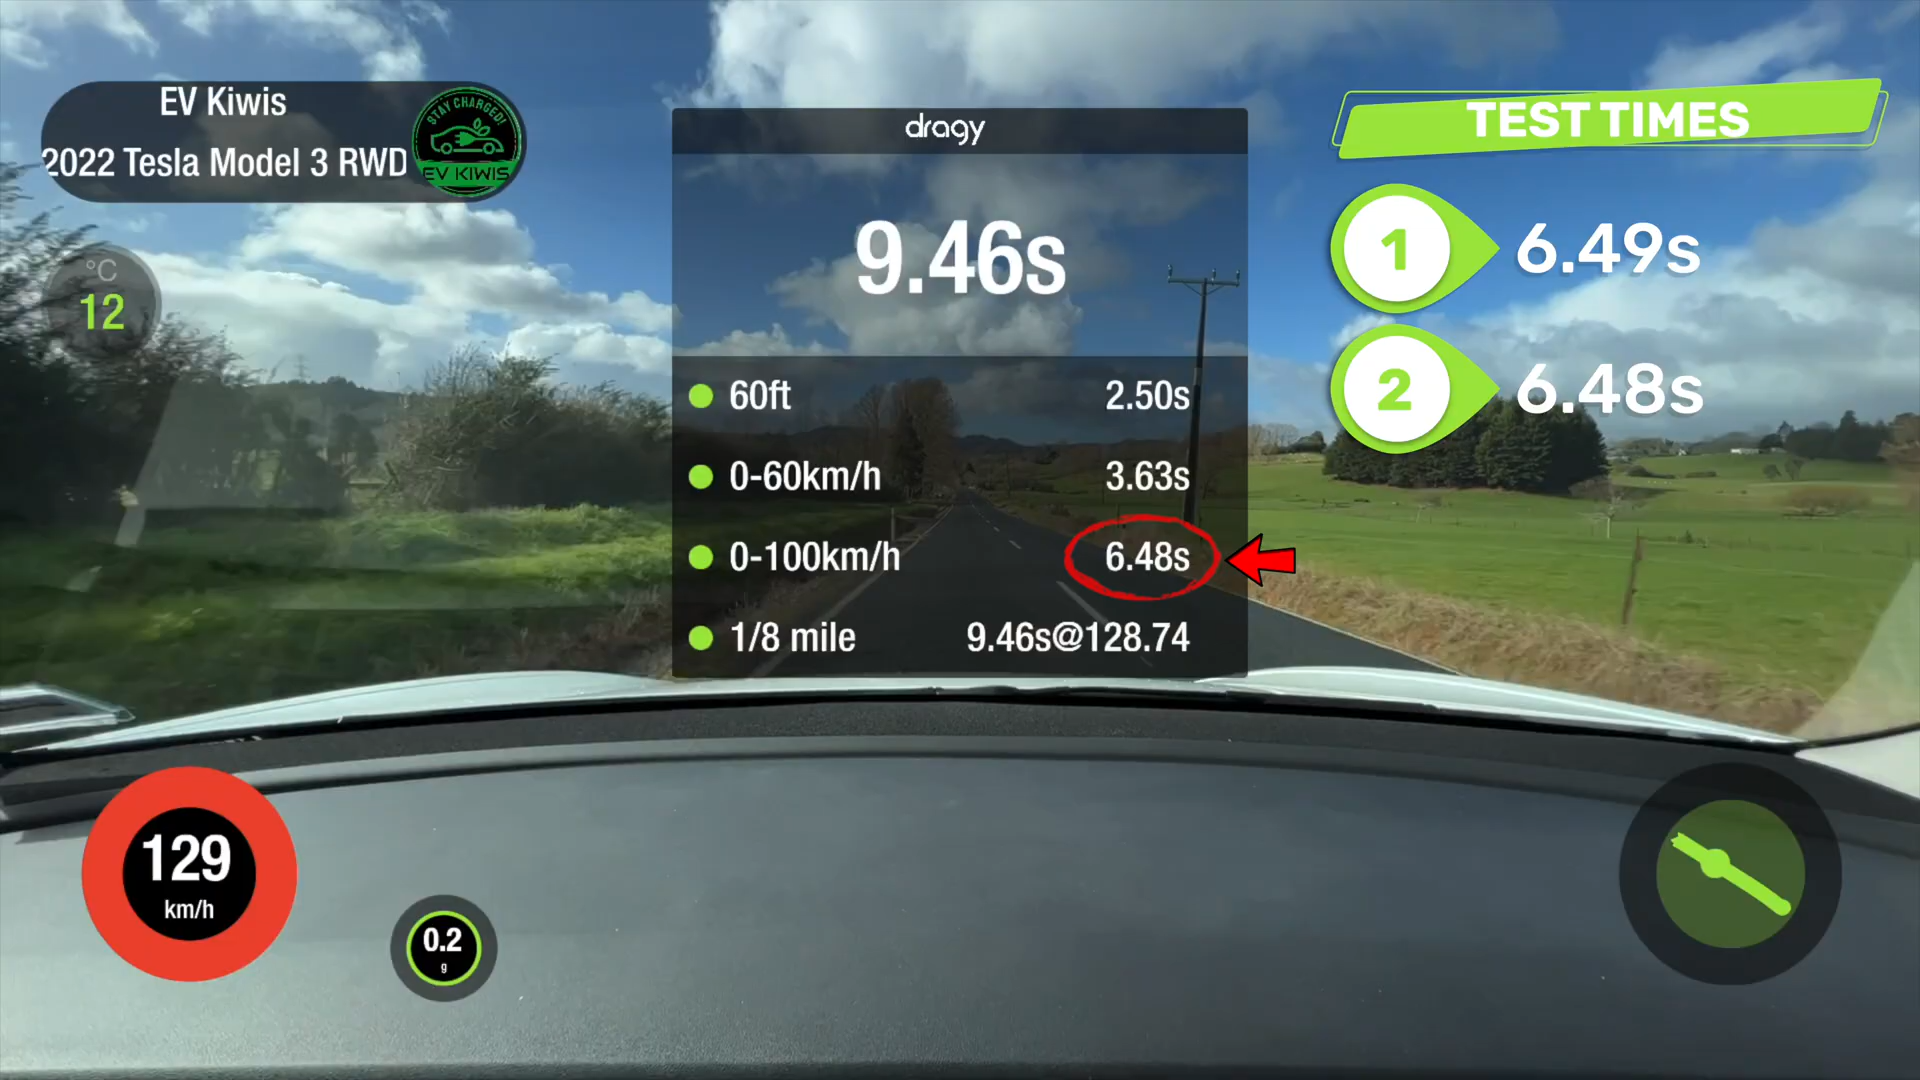 EV Kiwis
2022 Tesla Model 3 RWD
STAY CHARGED!
EV KIWIS
°C
12
dragy
9.46s
60ft 2.50s
0-60km/h 3.63s
0-100km/h 6.48s
1/8 mile 9.46s@128.74
TEST TIMES
1 6.49s
2 6.48s
129
km/h
0.2
g